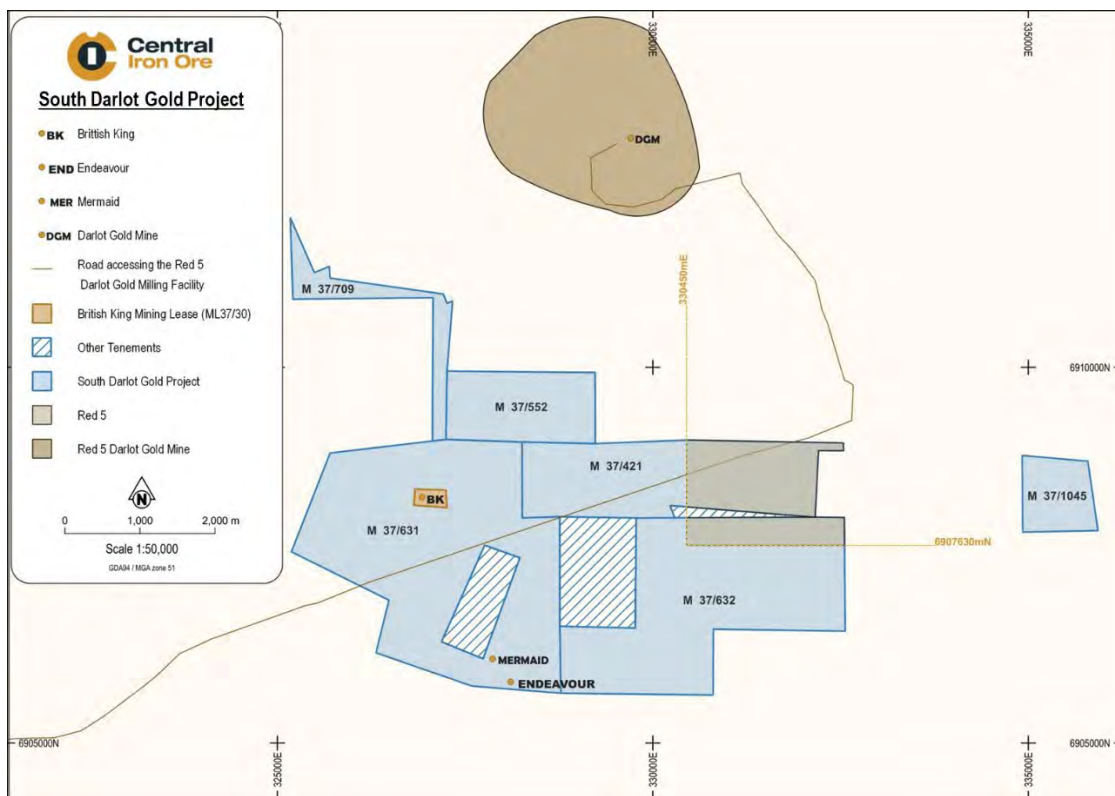 Central
Iron Ore
South Darlot Gold Project
BK Brittish King
END Endeavour
MER Mermaid
DGM Darlot Gold Mine
Road accessing the Red 5
Darlot Gold Milling Facility
British King Mining Lease (ML37/30)
Other Tenements
South Darlot Gold Project
Red 5
Red 5 Darlot Gold Mine
N
0 1,000 2,000 m
Scale 1:50,000
GDA94 / MGA zone 51
330000E
335000E
DGM
M 37/709
330450mE
6910000N
M 37/552
M 37/421
BK
M 37/1045
M 37/631
6907630mN
M 37/632
MERMAID
ENDEAVOUR
6905000N
6905000N
325000E
330000E
335000E